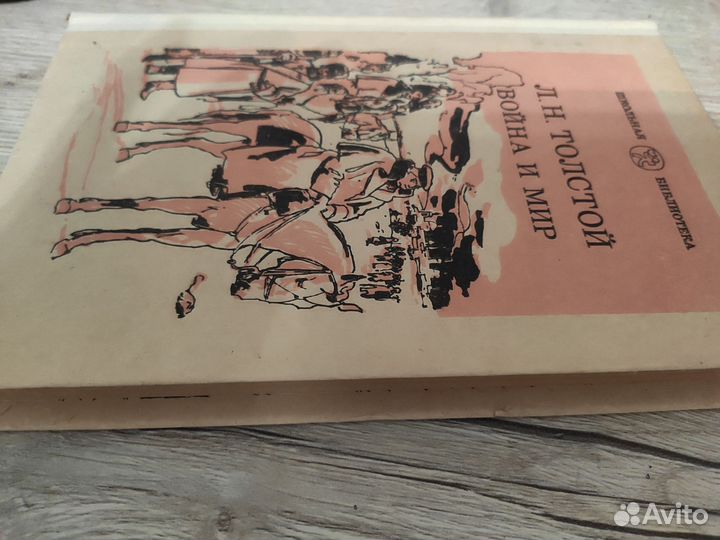 ШКОЛЬНАЯ БИБЛИОТЕКА
Л. Н. ТОЛСТОЙ
ВОЙНА И МИР
Avito